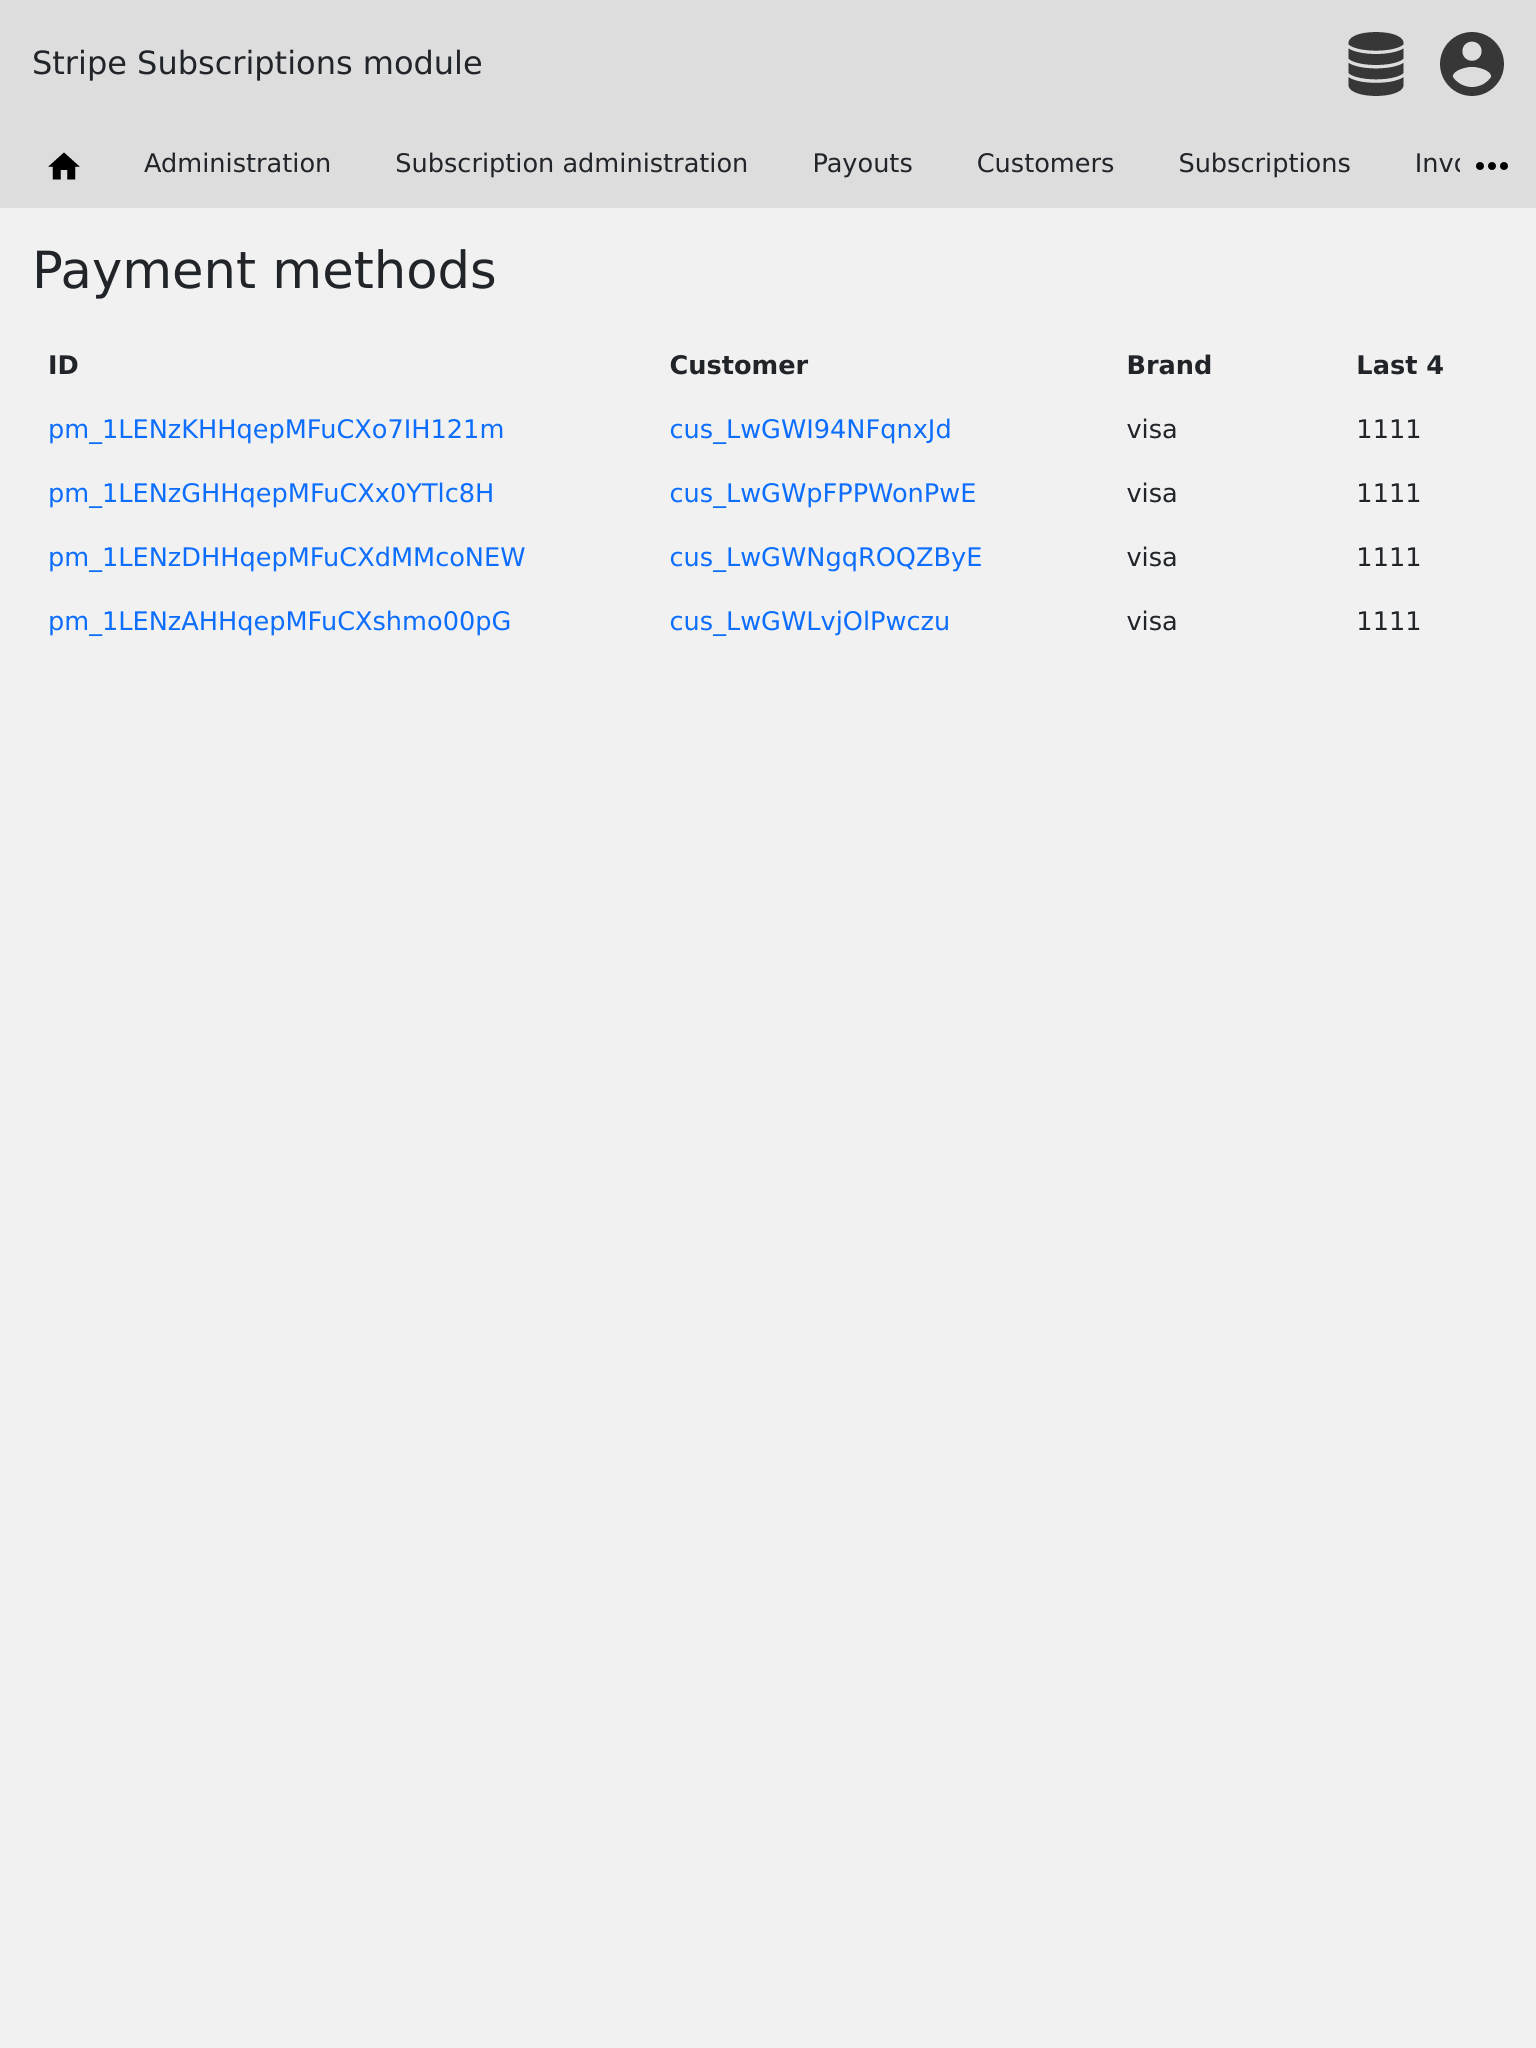 Stripe Subscriptions module
Administration Subscription administration Payouts Customers Subscriptions
Payment methods
ID Customer Brand Last 4
pm_1LENzKHHqepMFuCXo7IH121m cus_LwGWI94NFqnxJd visa 1111
pm_1LENzGHHqepMFuCXx0YTlc8H cus_LwGWpFPPWonPwE visa 1111
pm_1LENzDHHqepMFuCXdMMcoNEW cus_LwGWNgqROQZByE visa 1111
pm_1LENzAHHqepMFuCXshmo00pG cus_LwGWLvjOlPwczu visa 1111